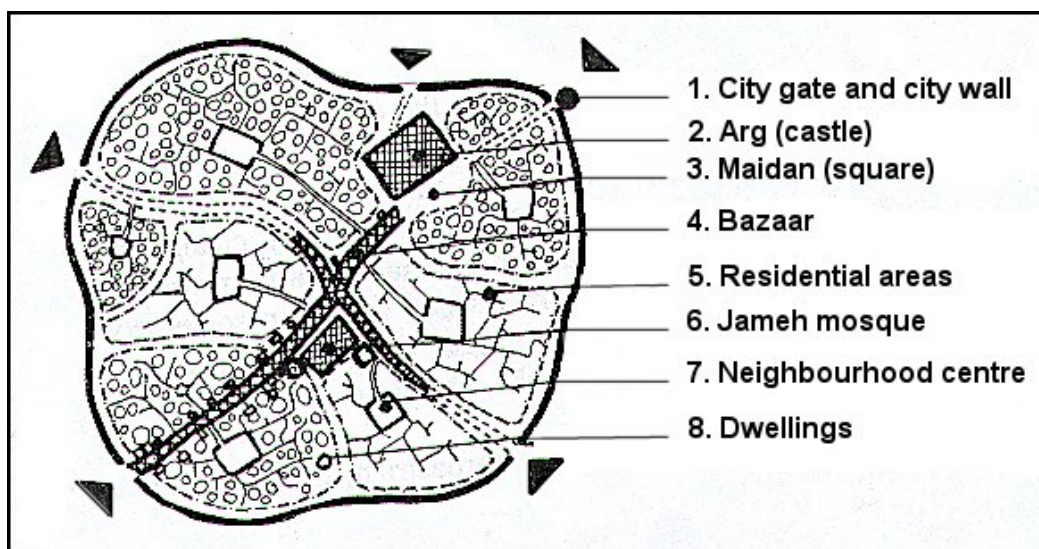 1. City gate and city wall
2. Arg (castle)
3. Maidan (square)
4. Bazaar
5. Residential areas
6. Jameh mosque
7. Neighbourhood centre
8. Dwellings